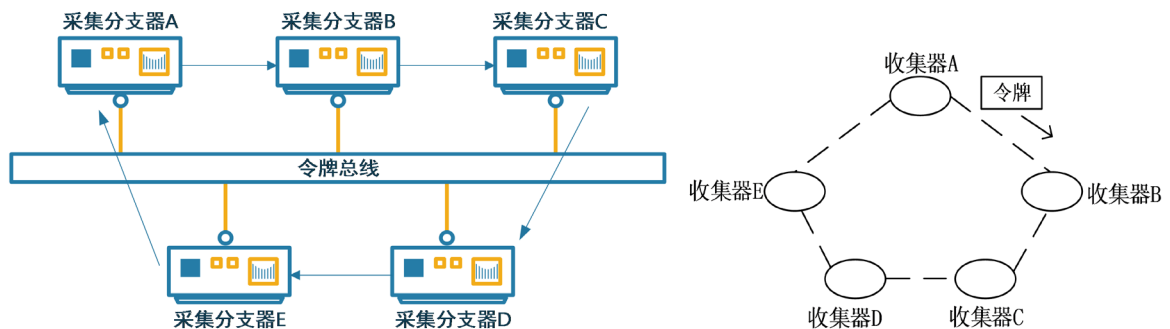 采集分支器A
采集分支器B
采集分支器C
令牌总线
采集分支器E
采集分支器D
收集器A
令牌
收集器E
收集器B
收集器D
收集器C